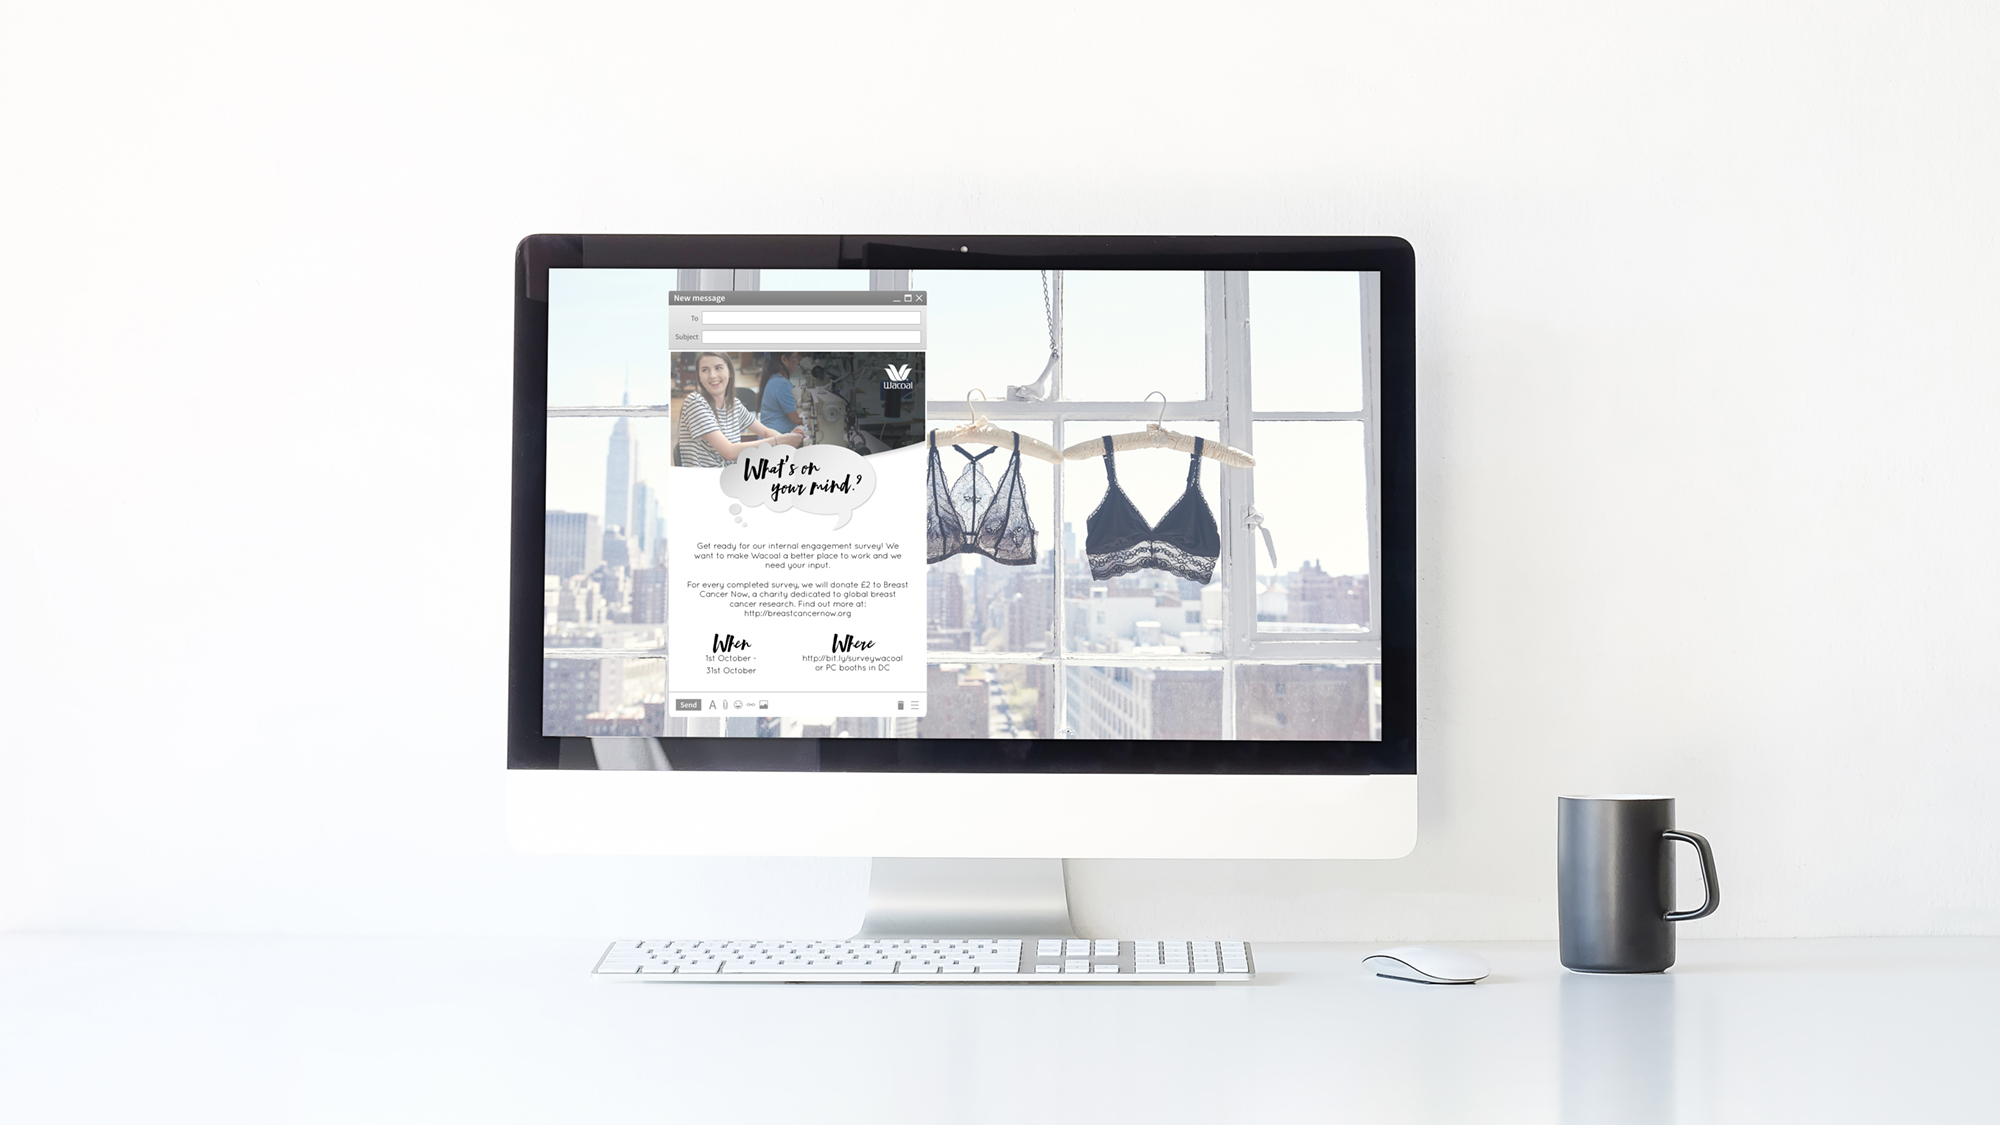 New message
To
Subject
Wacoal
What's on
your mind?
Get ready for our internal engagement survey! We
want to make Wacoal a better place to work and we
need your input.
For every completed survey, we will donate £2 to Breast
Cancer Now, a charity dedicated to global breast
cancer research. Find out more at:
http://breastcancernow.org
When
1st October -
31st October
Where
http://bit.ly/surveywacoal
or PC booths in DC
Send
A